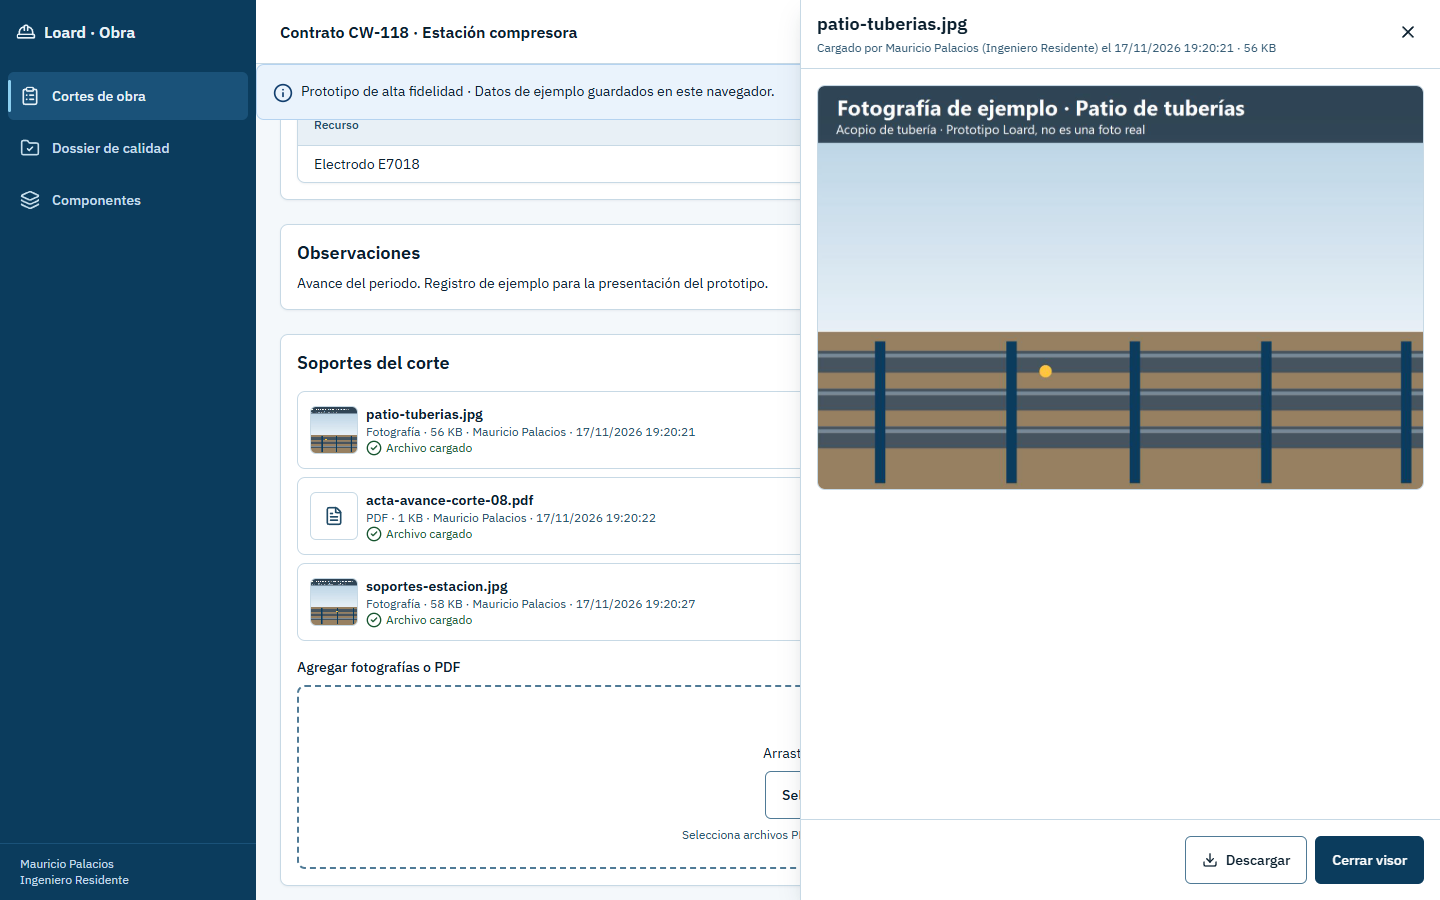 Loard · Obra
Cortes de obra
Dossier de calidad
Componentes
Mauricio Palacios
Ingeniero Residente
Contrato CW-118 · Estación compresora
Prototipo de alta fidelidad · Datos de ejemplo guardados en este navegador.
Recurso
Electrodo E7018
Observaciones
Avance del periodo. Registro de ejemplo para la presentación del prototipo.
Soportes del corte
patio-tuberias.jpg
Fotografía · 56 KB · Mauricio Palacios · 17/11/2026 19:20:21
Archivo cargado
acta-avance-corte-08.pdf
PDF · 1 KB · Mauricio Palacios · 17/11/2026 19:20:22
Archivo cargado
soportes-estacion.jpg
Fotografía · 58 KB · Mauricio Palacios · 17/11/2026 19:20:27
Archivo cargado
Agregar fotografías o PDF
Arrast
Sel
Selecciona archivos P
patio-tuberias.jpg
Cargado por Mauricio Palacios (Ingeniero Residente) el 17/11/2026 19:20:21 · 56 KB
Fotografía de ejemplo · Patio de tuberías
Acopio de tubería · Prototipo Loard, no es una foto real
Descargar
Cerrar visor